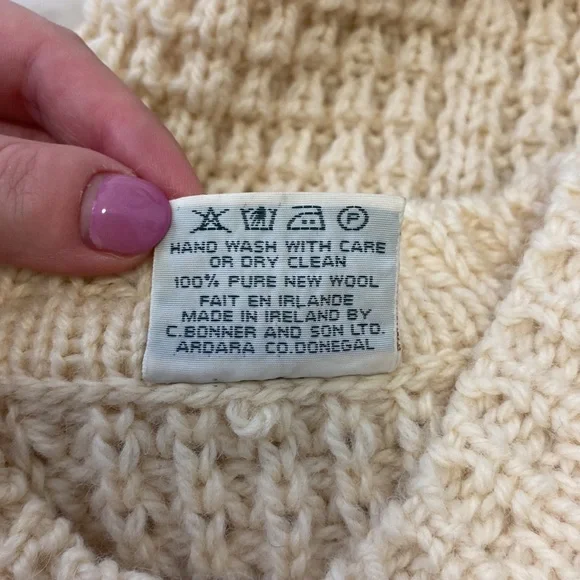 HAND WASH WITH CARE
OR DRY CLEAN
100% PURE NEW WOOL
FAIT EN IRLANDE
MADE IN IRELAND BY
C.BONNER AND SON LTD.
ARDARA CO.DONEGAL